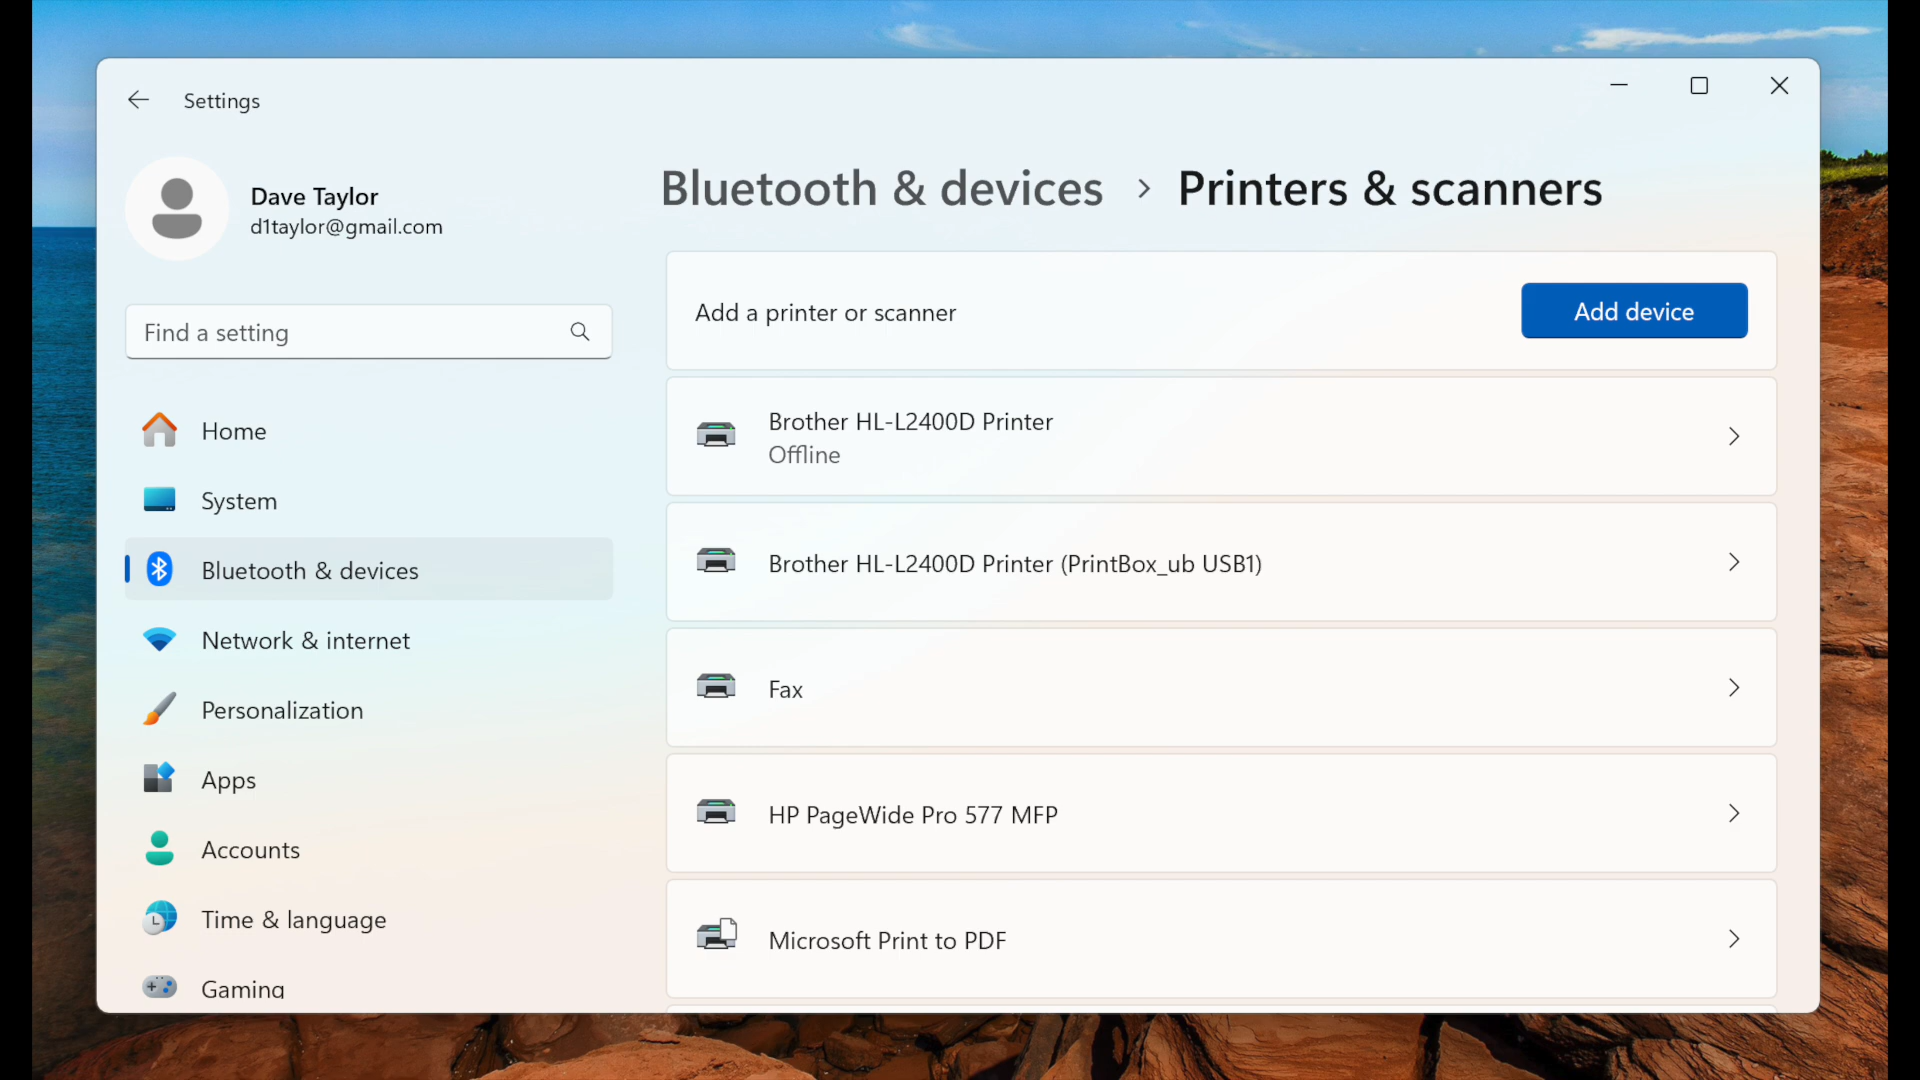 Settings
Dave Taylor
d1taylor@gmail.com
Find a setting
Home
System
Bluetooth & devices
Network & internet
Personalization
Apps
Accounts
Time & language
Gaming
Bluetooth & devices > Printers & scanners
Add a printer or scanner
Add device
Brother HL-L2400D Printer
Offline
Brother HL-L2400D Printer (PrintBox_ub USB1)
Fax
HP PageWide Pro 577 MFP
Microsoft Print to PDF